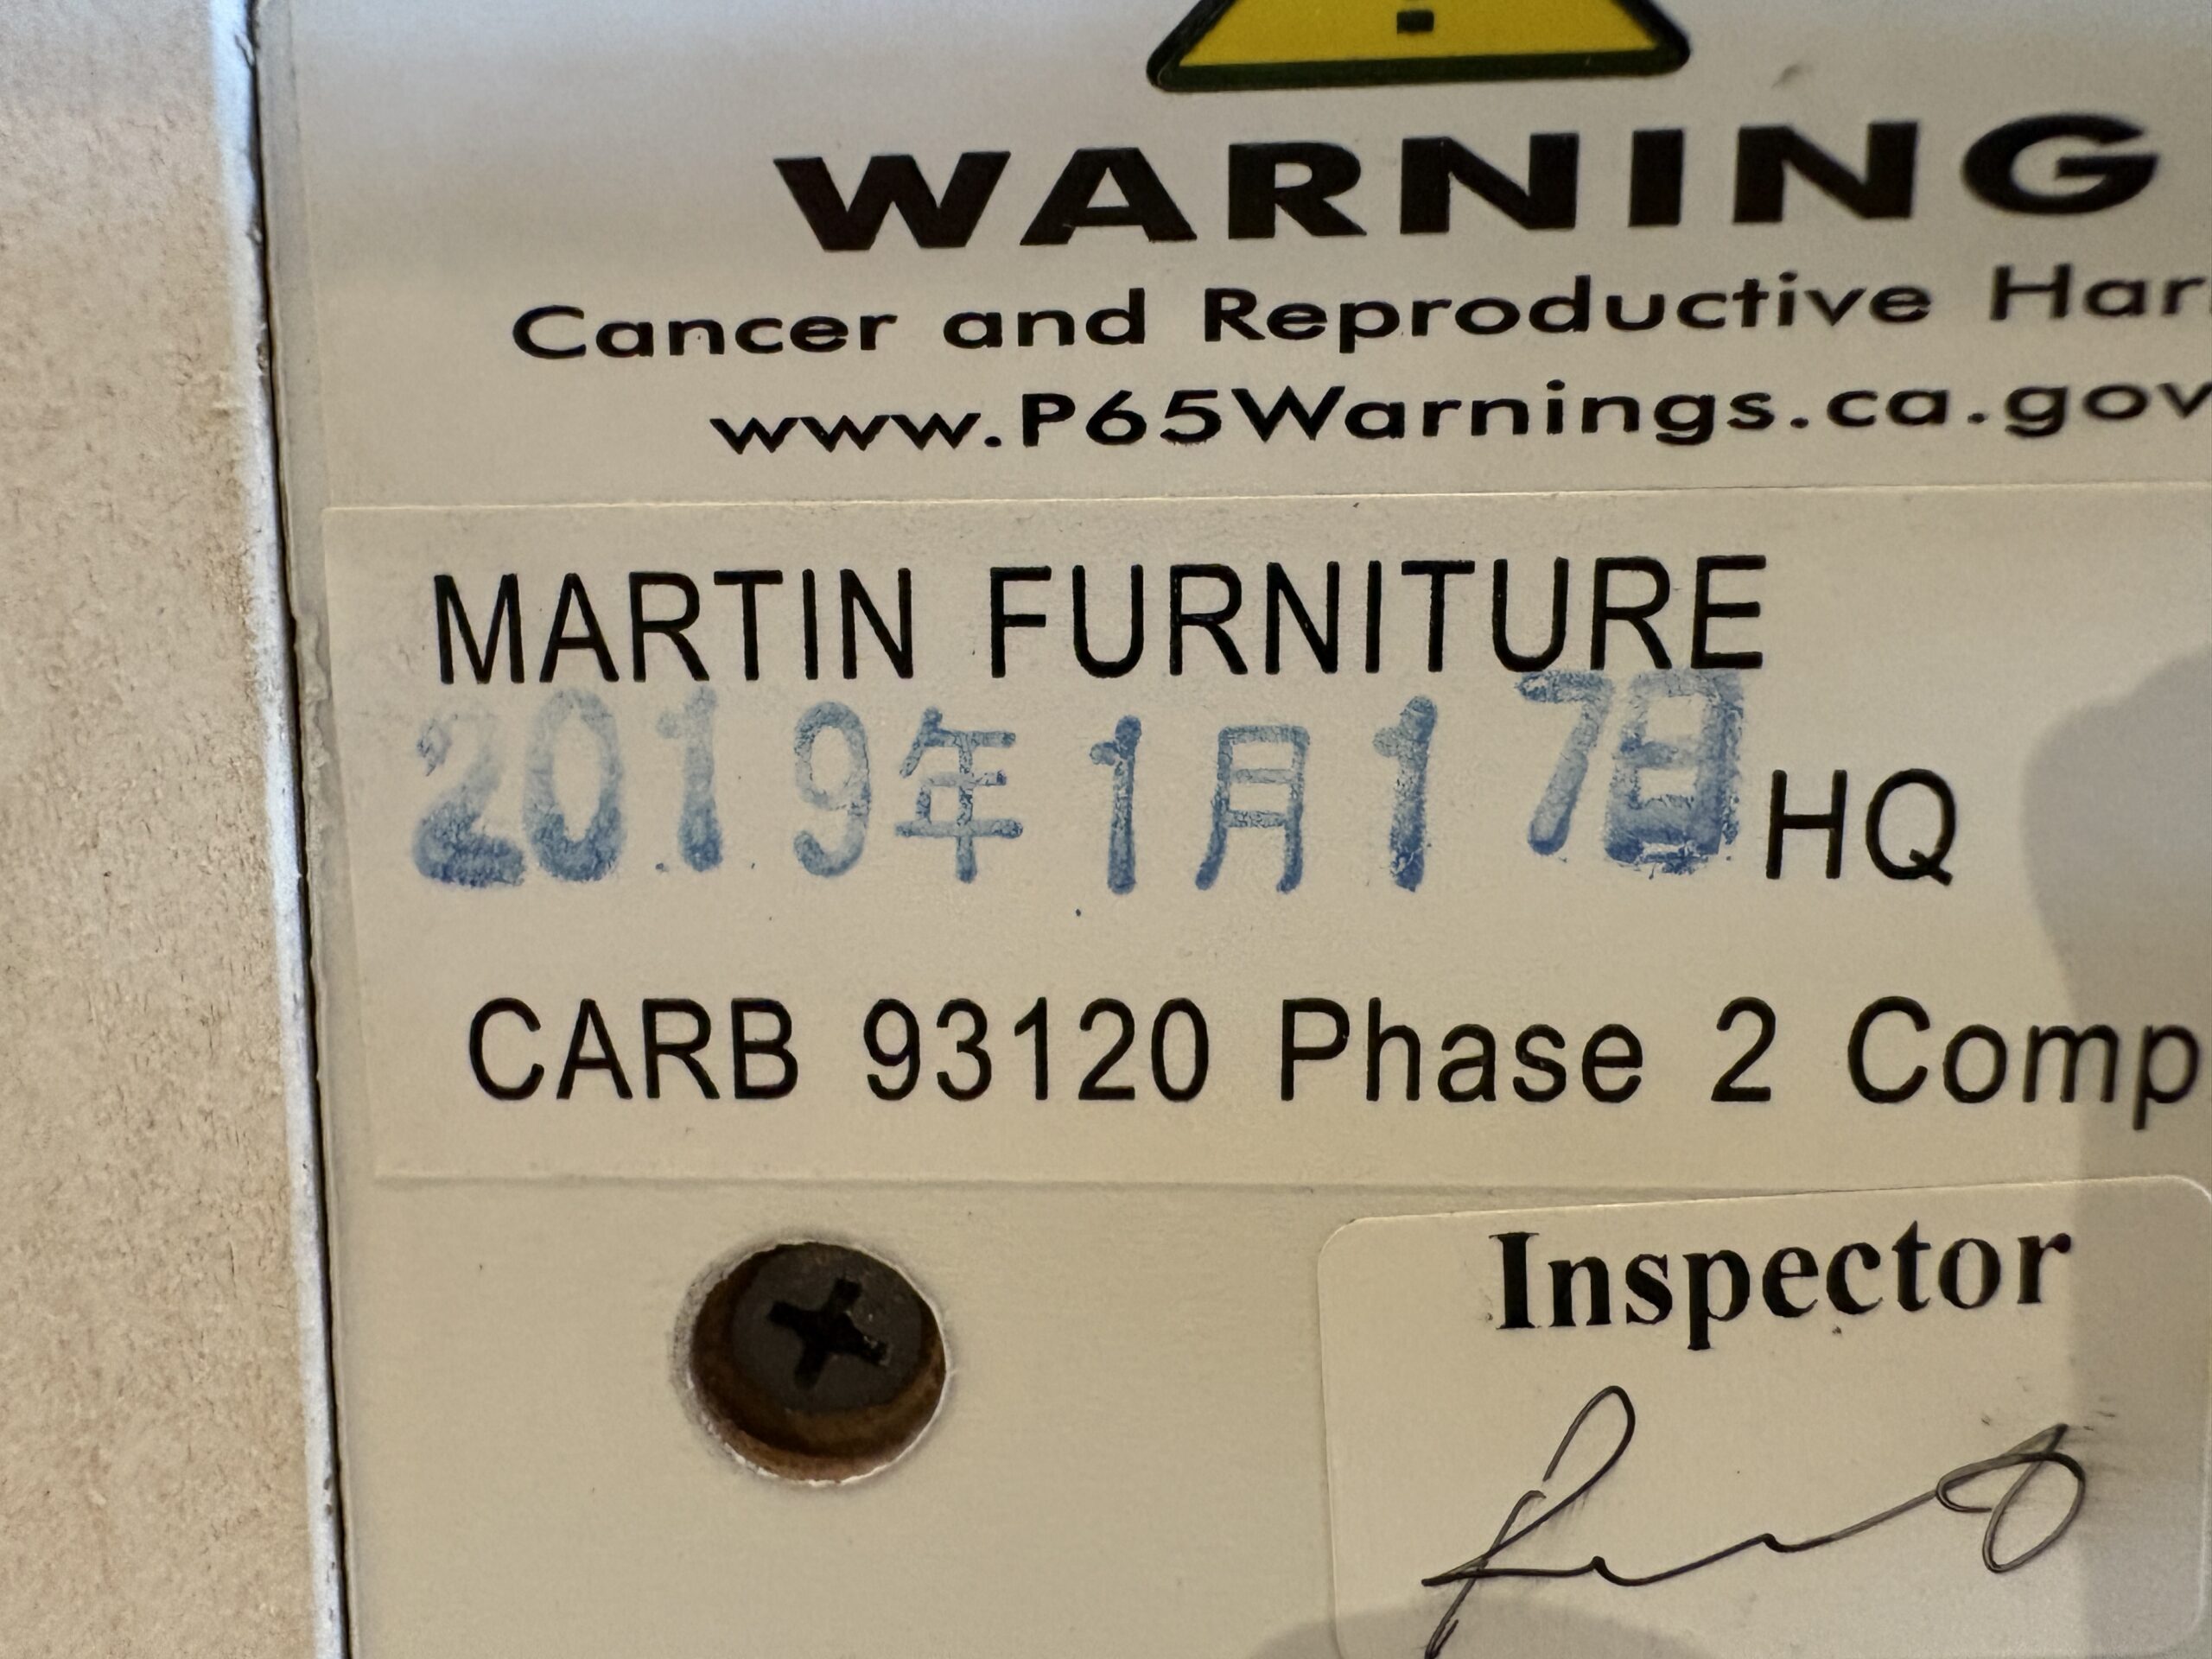 WARNING
Cancer and Reproductive Har
www.P65Warnings.ca.gov
MARTIN FURNITURE
2019年1月17日 HQ
CARB 93120 Phase 2 Comp
Inspector